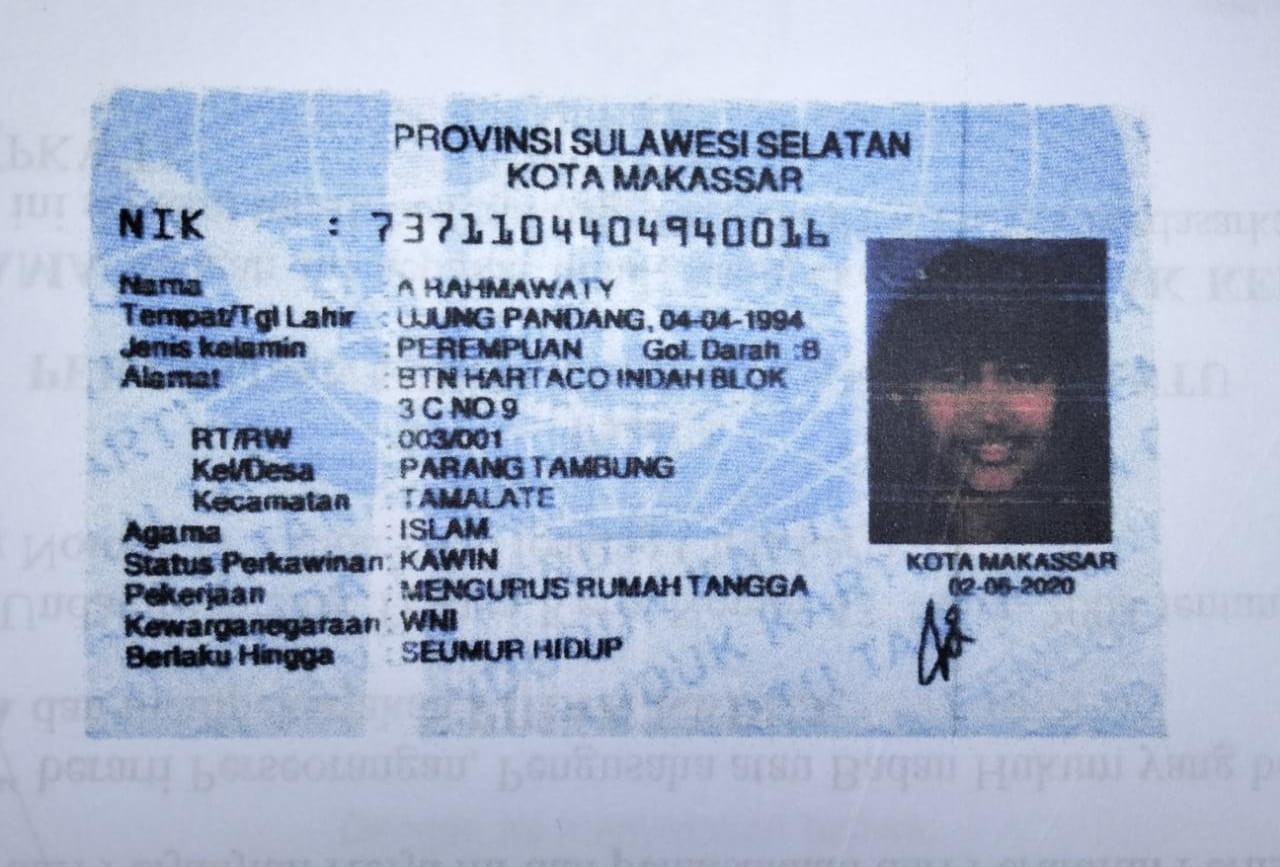 PROVINSI SULAWESI SELATAN
KOTA MAKASSAR
NIK : 7371104404940016
Nama : A RAHMAWATY
Tempat/Tgl Lahir : UJUNG PANDANG, 04-04-1994
Jenis kelamin : PEREMPUAN Gol. Darah :B
Alamat : BTN HARTACO INDAH BLOK
3 C NO 9
RT/RW : 003/001
Kel/Desa : PARANG TAMBUNG
Kecamatan : TAMALATE
Agama : ISLAM
Status Perkawinan: KAWIN
Pekerjaan : MENGURUS RUMAH TANGGA
Kewarganegaraan: WNI
Berlaku Hingga : SEUMUR HIDUP
KOTA MAKASSAR
02-06-2020